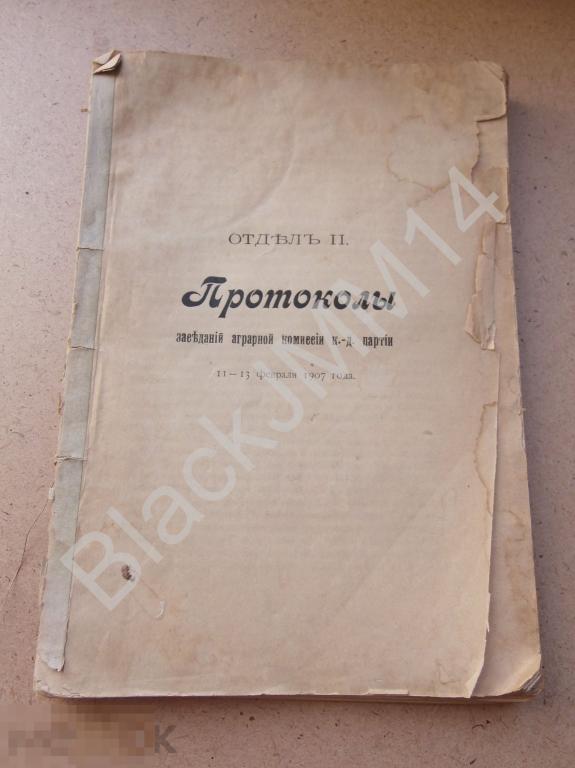 ОТДѢЛЪ II.
Протоколы
засѣданій аграрной комиссіи к.-д. партіи
11—13 февраля 1907 года.
BlackJMM14